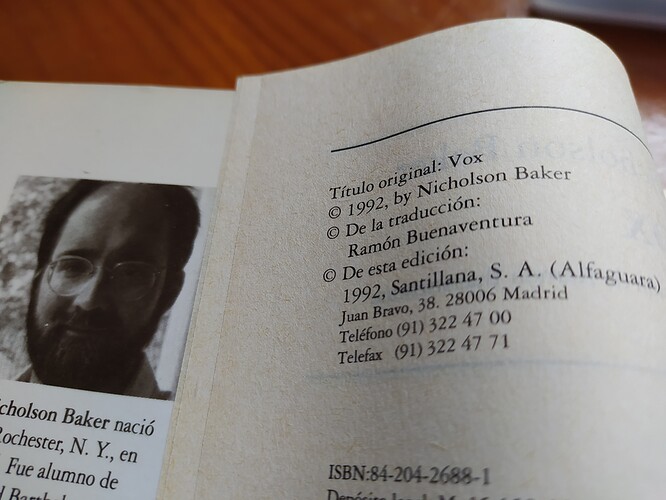 cholson Baker nació
ochester, N. Y., en
Fue alumno de
Título original: Vox
© 1992, by Nicholson Baker
© De la traducción:
Ramón Buenaventura
© De esta edición:
1992, Santillana, S. A. (Alfaguara)
Juan Bravo, 38. 28006 Madrid
Teléfono (91) 322 47 00
Telefax (91) 322 47 71
ISBN:84-204-2688-1